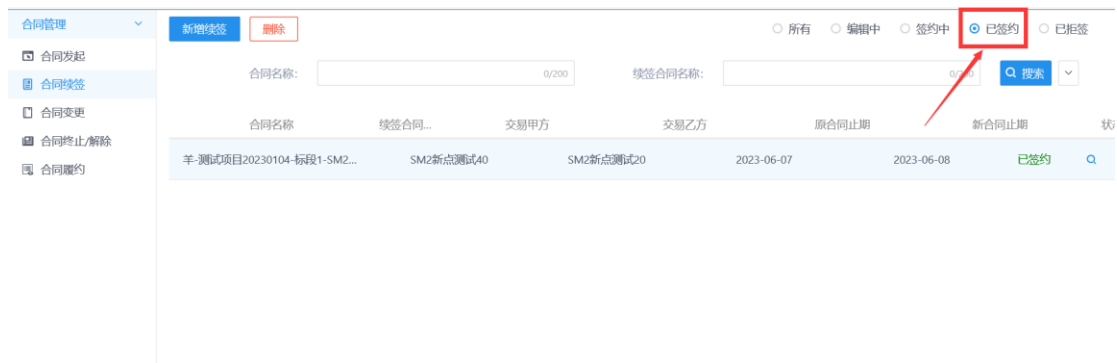 合同管理
新增续签 删除 所有 编辑中 签约中 已签约 已拒签
合同发起
合同名称: 0/200 续签合同名称: 搜索
合同续签
合同变更
合同名称 续签合同... 交易甲方 交易乙方 原合同止期 新合同止期
合同终止/解除
羊-测试项目20230104-标段1-SM2... SM2新点测试40 SM2新点测试20 2023-06-07 2023-06-08 已签约
合同履约